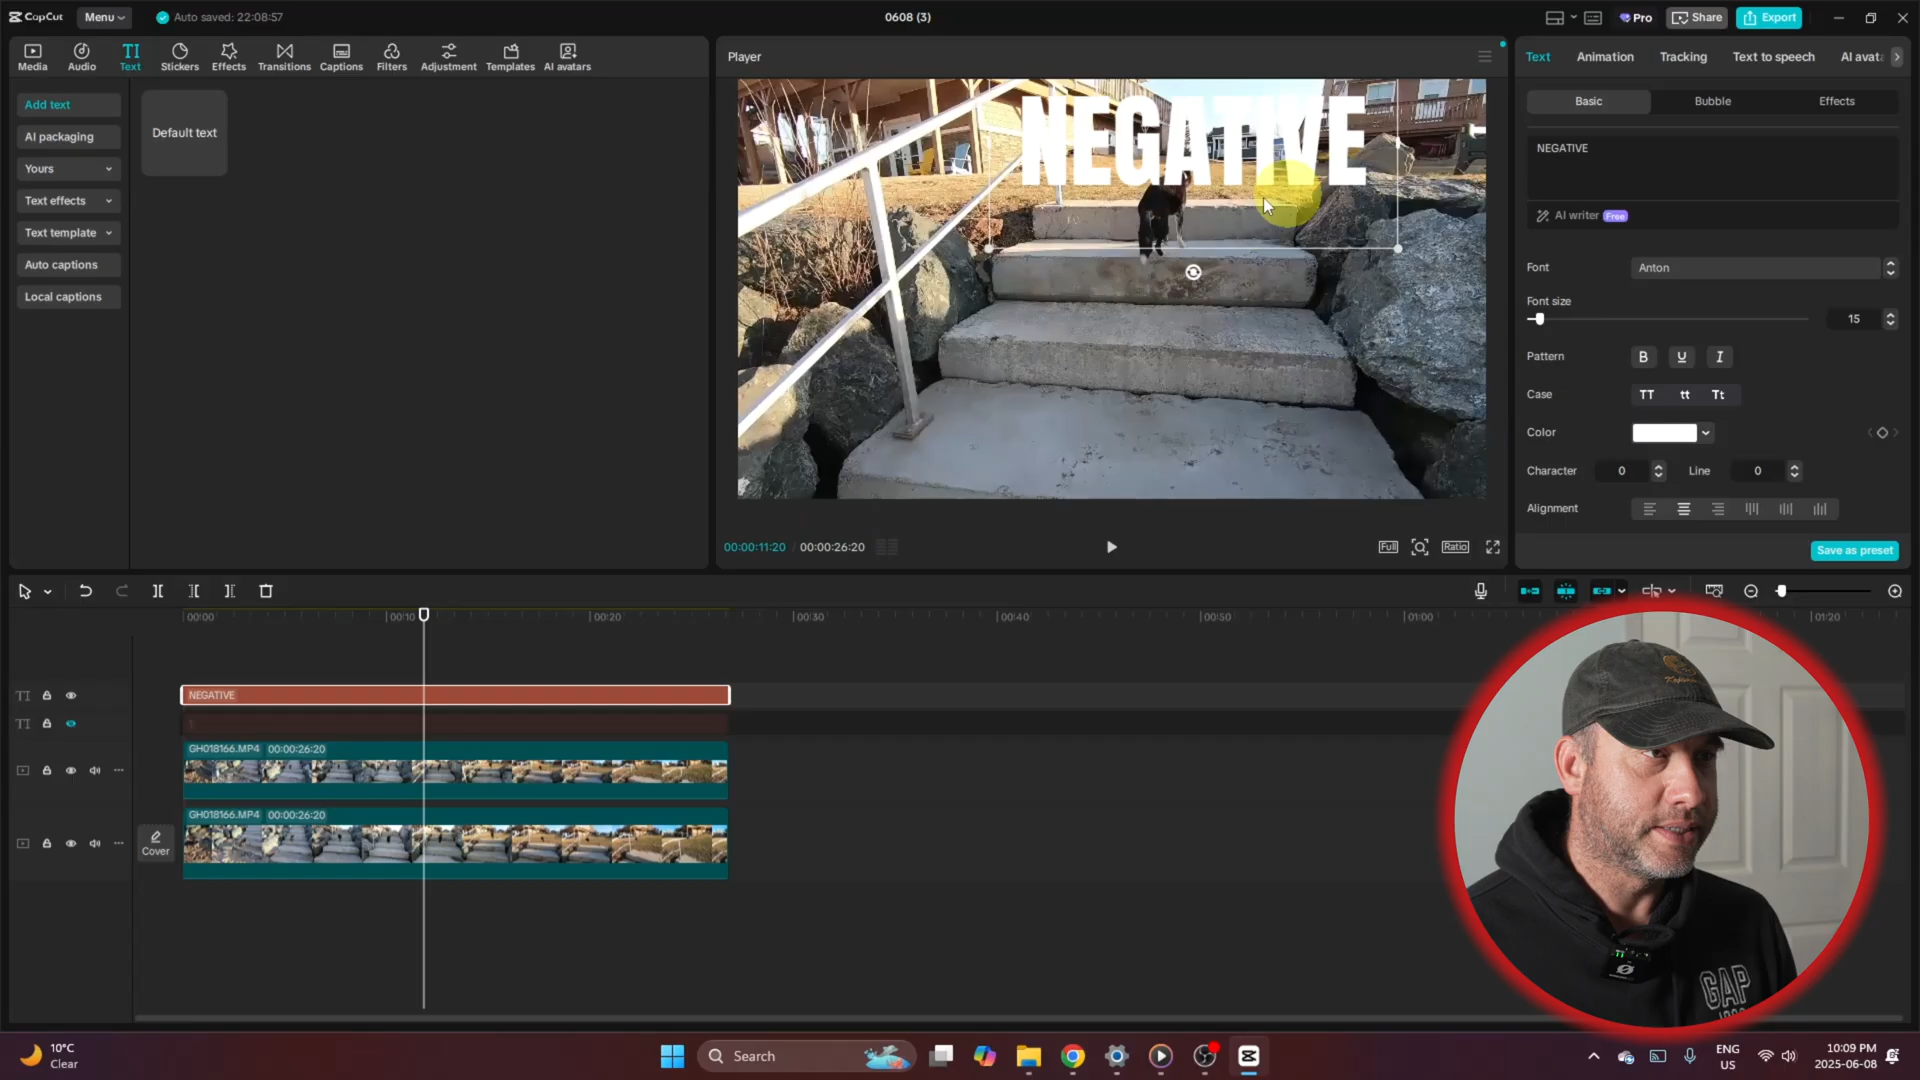 CapCut
Menu
Auto saved: 22:08:57
0608 (3)
Pro
Share
Export
Media
Audio
TI
Text
Stickers
Effects
Transitions
Captions
Filters
Adjustment
Templates
AI avatars
Add text
AI packaging
Yours
Text effects
Text template
Auto captions
Local captions
Default text
Player
NEGATIVE
00:00:11:20 / 00:00:26:20
Full
Ratio
Text
Animation
Tracking
Text to speech
AI avata
Basic
Bubble
Effects
NEGATIVE
AI writer Free
Font
Anton
Font size
15
Pattern
B U I
Case
TT tt Tt
Color
Character 0
Line 0
Alignment
Save as preset
00:00
00:10
00:20
00:30
00:40
00:50
01:00
01:20
TI
NEGATIVE
TI
GH018166.MP4 00:00:26:20
Cover
GH018166.MP4 00:00:26:20
GAP
10°C
Clear
Search
ENG
US
10:09 PM
2025-06-08